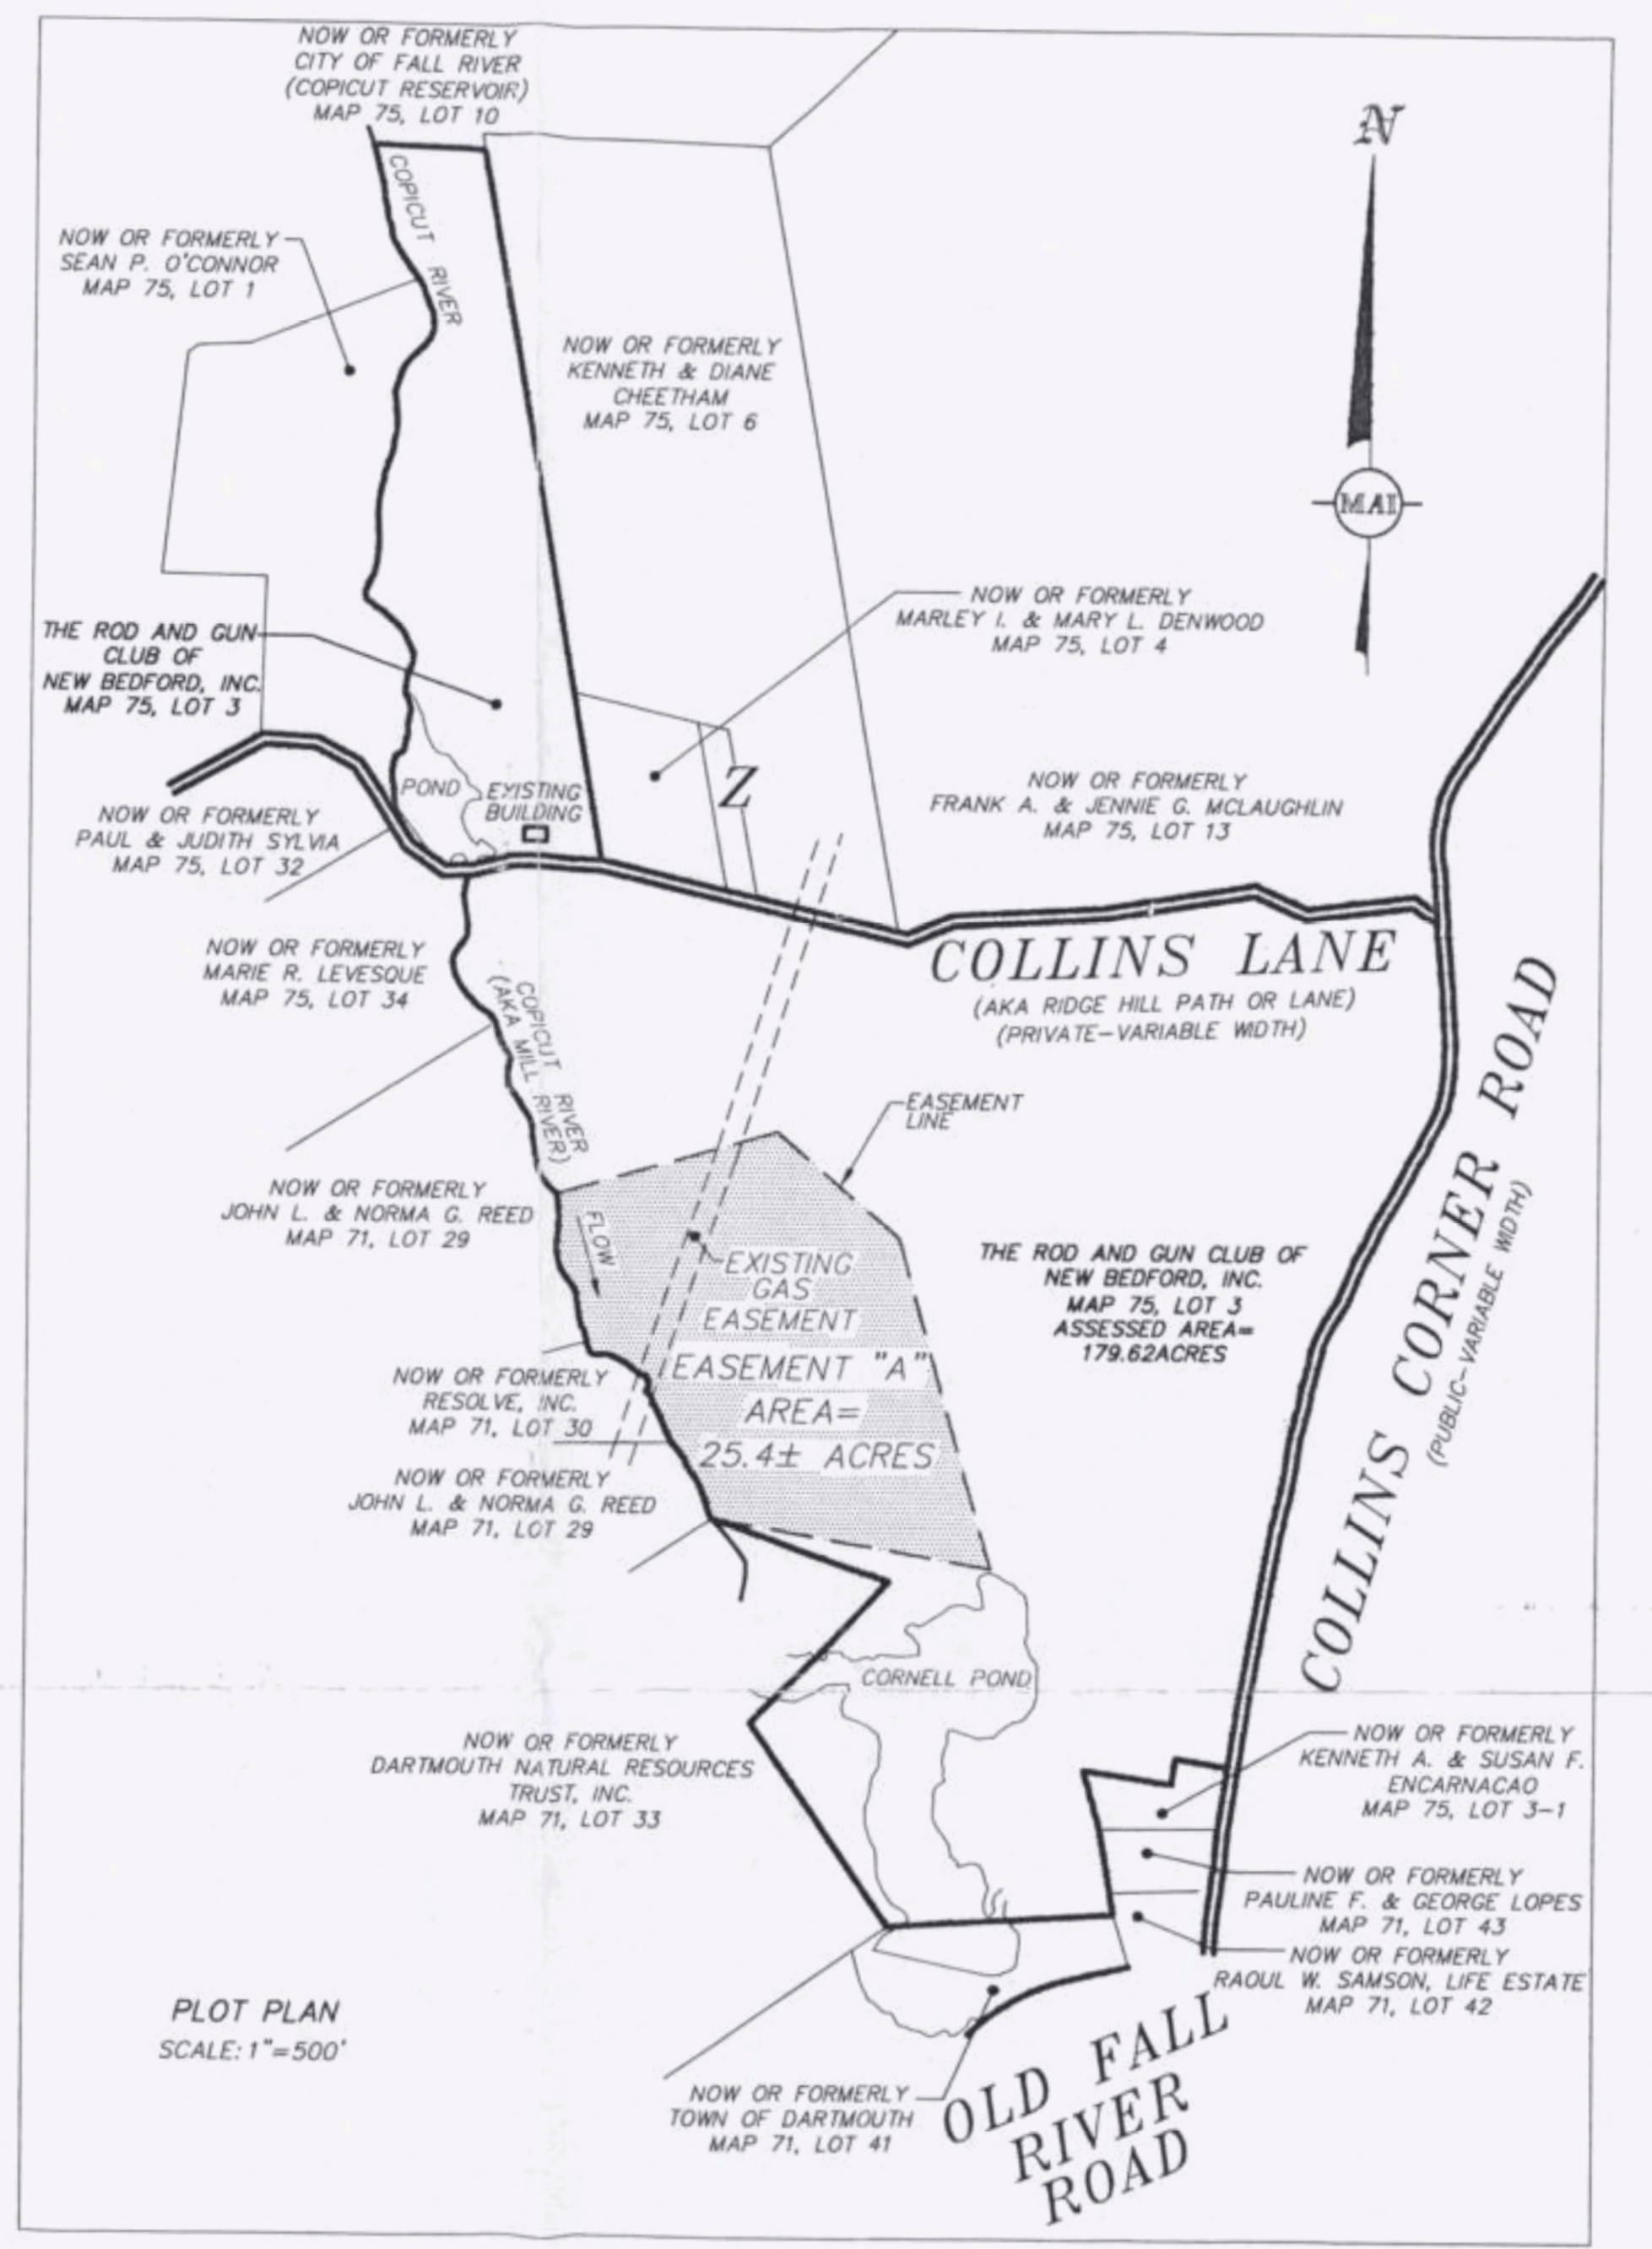 NOW OR FORMERLY
CITY OF FALL RIVER
(COPICUT RESERVOIR)
MAP 75, LOT 10
N
COPICUT RIVER
NOW OR FORMERLY
SEAN P. O'CONNOR
MAP 75, LOT 1
NOW OR FORMERLY
KENNETH & DIANE
CHEETHAM
MAP 75, LOT 6
MAI
NOW OR FORMERLY
MARLEY I. & MARY L. DENWOOD
MAP 75, LOT 4
THE ROD AND GUN
CLUB OF
NEW BEDFORD, INC.
MAP 75, LOT 3
POND
EXISTING
BUILDING
Z
NOW OR FORMERLY
FRANK A. & JENNIE G. MCLAUGHLIN
MAP 75, LOT 13
NOW OR FORMERLY
PAUL & JUDITH SYLVIA
MAP 75, LOT 32
NOW OR FORMERLY
MARIE R. LEVESQUE
MAP 75, LOT 34
COLLINS LANE
(AKA RIDGE HILL PATH OR LANE)
(PRIVATE-VARIABLE WIDTH)
COPICUT RIVER
(AKA MILL RIVER)
EASEMENT
LINE
NOW OR FORMERLY
JOHN L. & NORMA G. REED
MAP 71, LOT 29
FLOW
EXISTING
GAS
EASEMENT
EASEMENT "A"
AREA=
25.4± ACRES
THE ROD AND GUN CLUB OF
NEW BEDFORD, INC.
MAP 75, LOT 3
ASSESSED AREA=
179.62ACRES
COLLINS CORNER ROAD
(PUBLIC-VARIABLE WIDTH)
NOW OR FORMERLY
RESOLVE, INC.
MAP 71, LOT 30
NOW OR FORMERLY
JOHN L. & NORMA G. REED
MAP 71, LOT 29
CORNELL POND
NOW OR FORMERLY
DARTMOUTH NATURAL RESOURCES
TRUST, INC.
MAP 71, LOT 33
NOW OR FORMERLY
KENNETH A. & SUSAN F.
ENCARNACAO
MAP 75, LOT 3-1
NOW OR FORMERLY
PAULINE F. & GEORGE LOPES
MAP 71, LOT 43
NOW OR FORMERLY
RAOUL W. SAMSON, LIFE ESTATE
MAP 71, LOT 42
PLOT PLAN
SCALE: 1"=500'
NOW OR FORMERLY
TOWN OF DARTMOUTH
MAP 71, LOT 41
OLD FALL
RIVER
ROAD